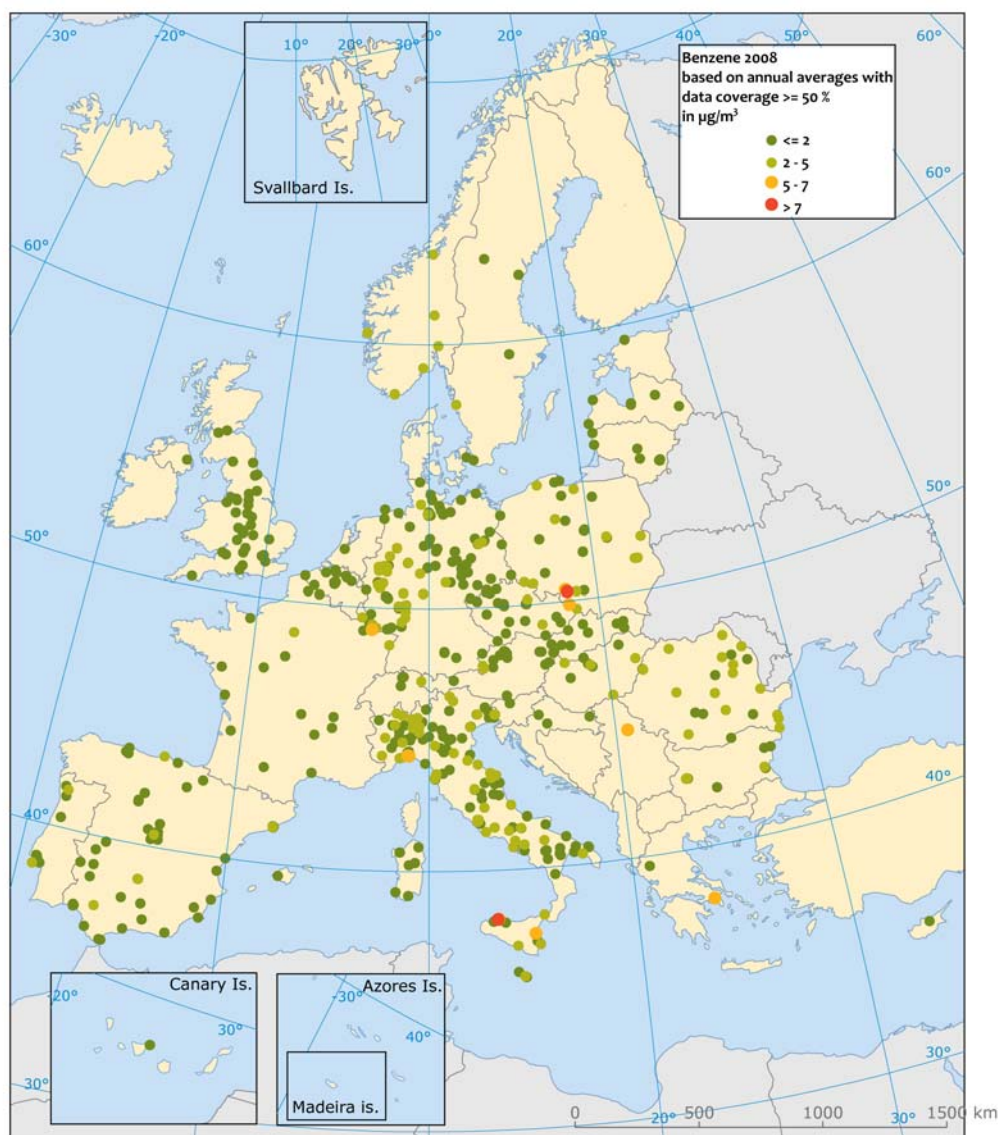 -30°
-20°
10°
20°
30°
0°
20°
30°
40°
50°
60°
Svallbard Is.
Benzene 2008
based on annual averages with
data coverage >= 50 %
in µg/m³
<= 2
2 - 5
5 - 7
> 7
60°
60°
50°
50°
40°
40°
Canary Is.
-20°
30°
Azores Is.
-30°
40°
Madeira is.
30°
30°
0
500
1000
1500 km
20°
30°